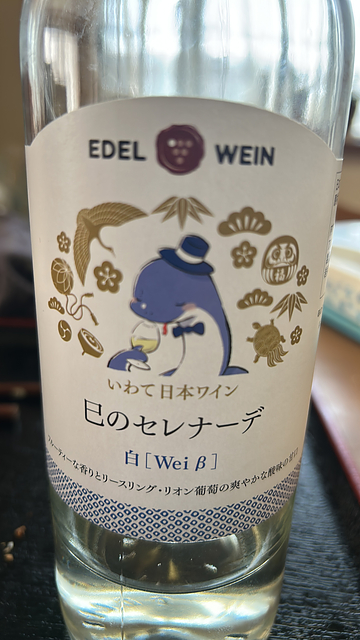 EDEL WEIN
福
いわて日本ワイン
巳のセレナーデ
白[Wei β]
ーティーな香りとリースリング・リオン葡萄の爽やかな酸味の